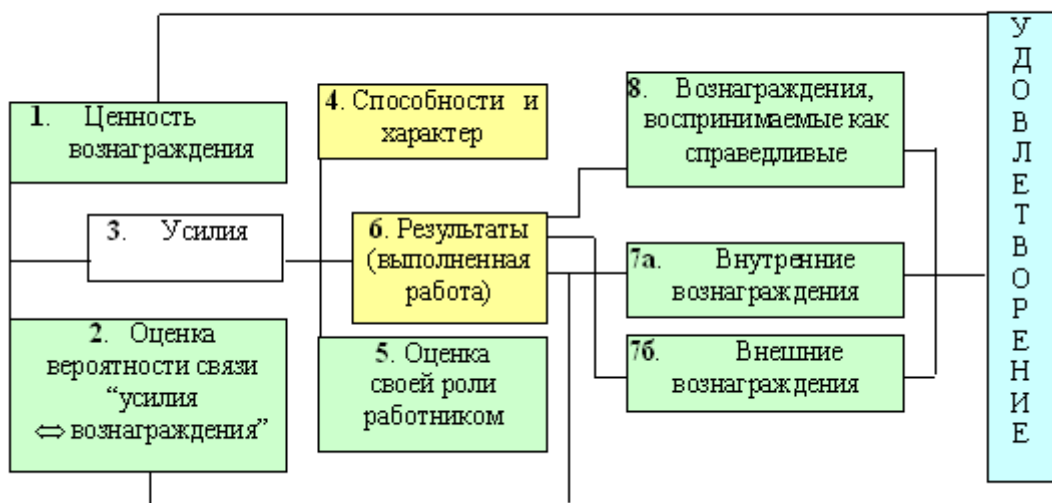 1. Ценность
вознаграждения
3. Усилия
2. Оценка
вероятности связи
“усилия
⇔ вознаграждения”
4. Способности и
характер
6. Результаты
(выполненная
работа)
5. Оценка
своей роли
работником
8. Вознаграждения,
воспринимаемые как
справедливые
7а. Внутренние
вознаграждения
7б. Внешние
вознаграждения
У
Д
О
В
Л
Е
Т
В
О
Р
Е
Н
И
Е